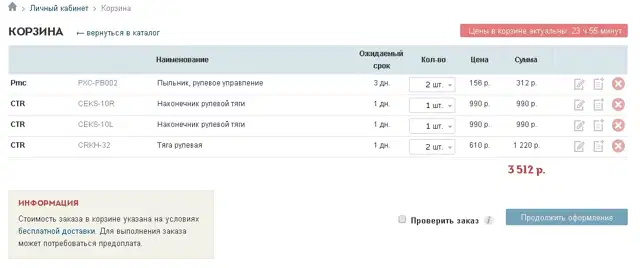 Личный кабинет > Корзина
КОРЗИНА ← вернуться в каталог
Цены в корзине актуальны: 23 ч 55 минут
Наименование Ожидаемый срок Кол-во Цена Сумма
Pmc PXC-PB002 Пыльник, рулевое управление 3 дн. 2 шт. 156 р. 312 р.
CTR CEKS-10R Наконечник рулевой тяги 1 дн. 1 шт. 990 р. 990 р.
CTR CEKS-10L Наконечник рулевой тяги 1 дн. 1 шт. 990 р. 990 р.
CTR CRKH-32 Тяга рулевая 1 дн. 2 шт. 610 р. 1 220 р.
3 512 р.
ИНФОРМАЦИЯ
Стоимость заказа в корзине указана на условиях
бесплатной доставки. Для выполнения заказа
может потребоваться предоплата.
Проверить заказ i
Продолжить оформление